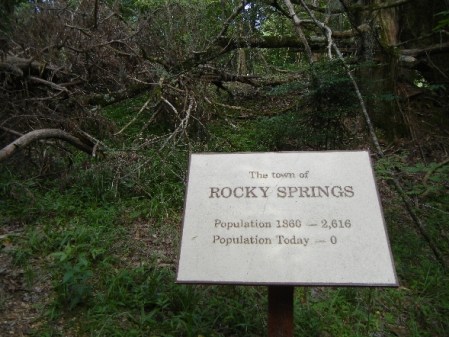 The town of
ROCKY SPRINGS
Population 1860 — 2,616
Population Today — 0